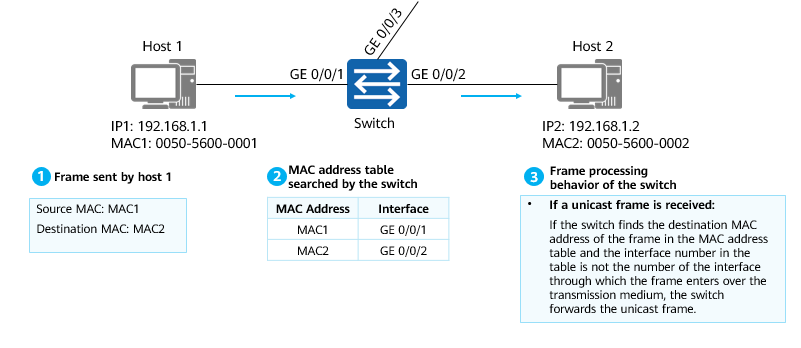 GE 0/0/3
Host 1
Host 2
GE 0/0/1
GE 0/0/2
Switch
IP1: 192.168.1.1
MAC1: 0050-5600-0001
IP2: 192.168.1.2
MAC2: 0050-5600-0002
1 Frame sent by host 1
Source MAC: MAC1
Destination MAC: MAC2
2 MAC address table
searched by the switch
MAC Address Interface
MAC1 GE 0/0/1
MAC2 GE 0/0/2
3 Frame processing
behavior of the switch
• If a unicast frame is received:
If the switch finds the destination MAC
address of the frame in the MAC address
table and the interface number in the
table is not the number of the interface
through which the frame enters over the
transmission medium, the switch
forwards the unicast frame.